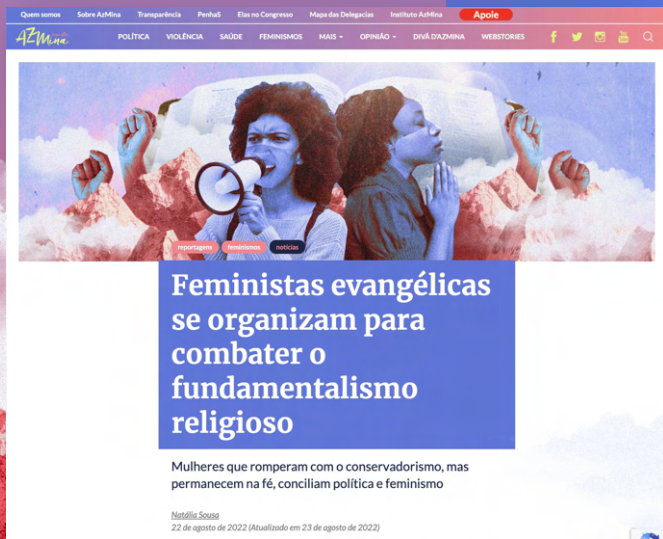 Quem somos Sobre AzMina Transparência PenhaS Elas no Congresso Mapa das Delegacias Instituto AzMina Apoie
AZMina POLÍTICA VIOLÊNCIA SAÚDE FEMINISMOS MAIS OPINIÃO DIVÃ D'AZMINA WEBSTORIES
reportagens feminismos notícias
Feministas evangélicas
se organizam para
combater o
fundamentalismo
religioso
Mulheres que romperam com o conservadorismo, mas
permanecem na fé, conciliam política e feminismo
Natália Sousa
22 de agosto de 2022 (Atualizado em 23 de agosto de 2022)